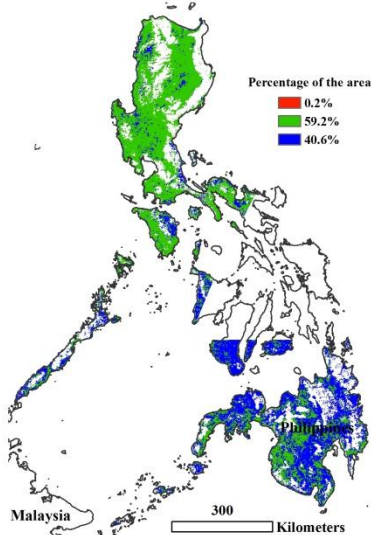 Percentage of the area
0.2%
59.2%
40.6%
Philippines
Malaysia
300
Kilometers